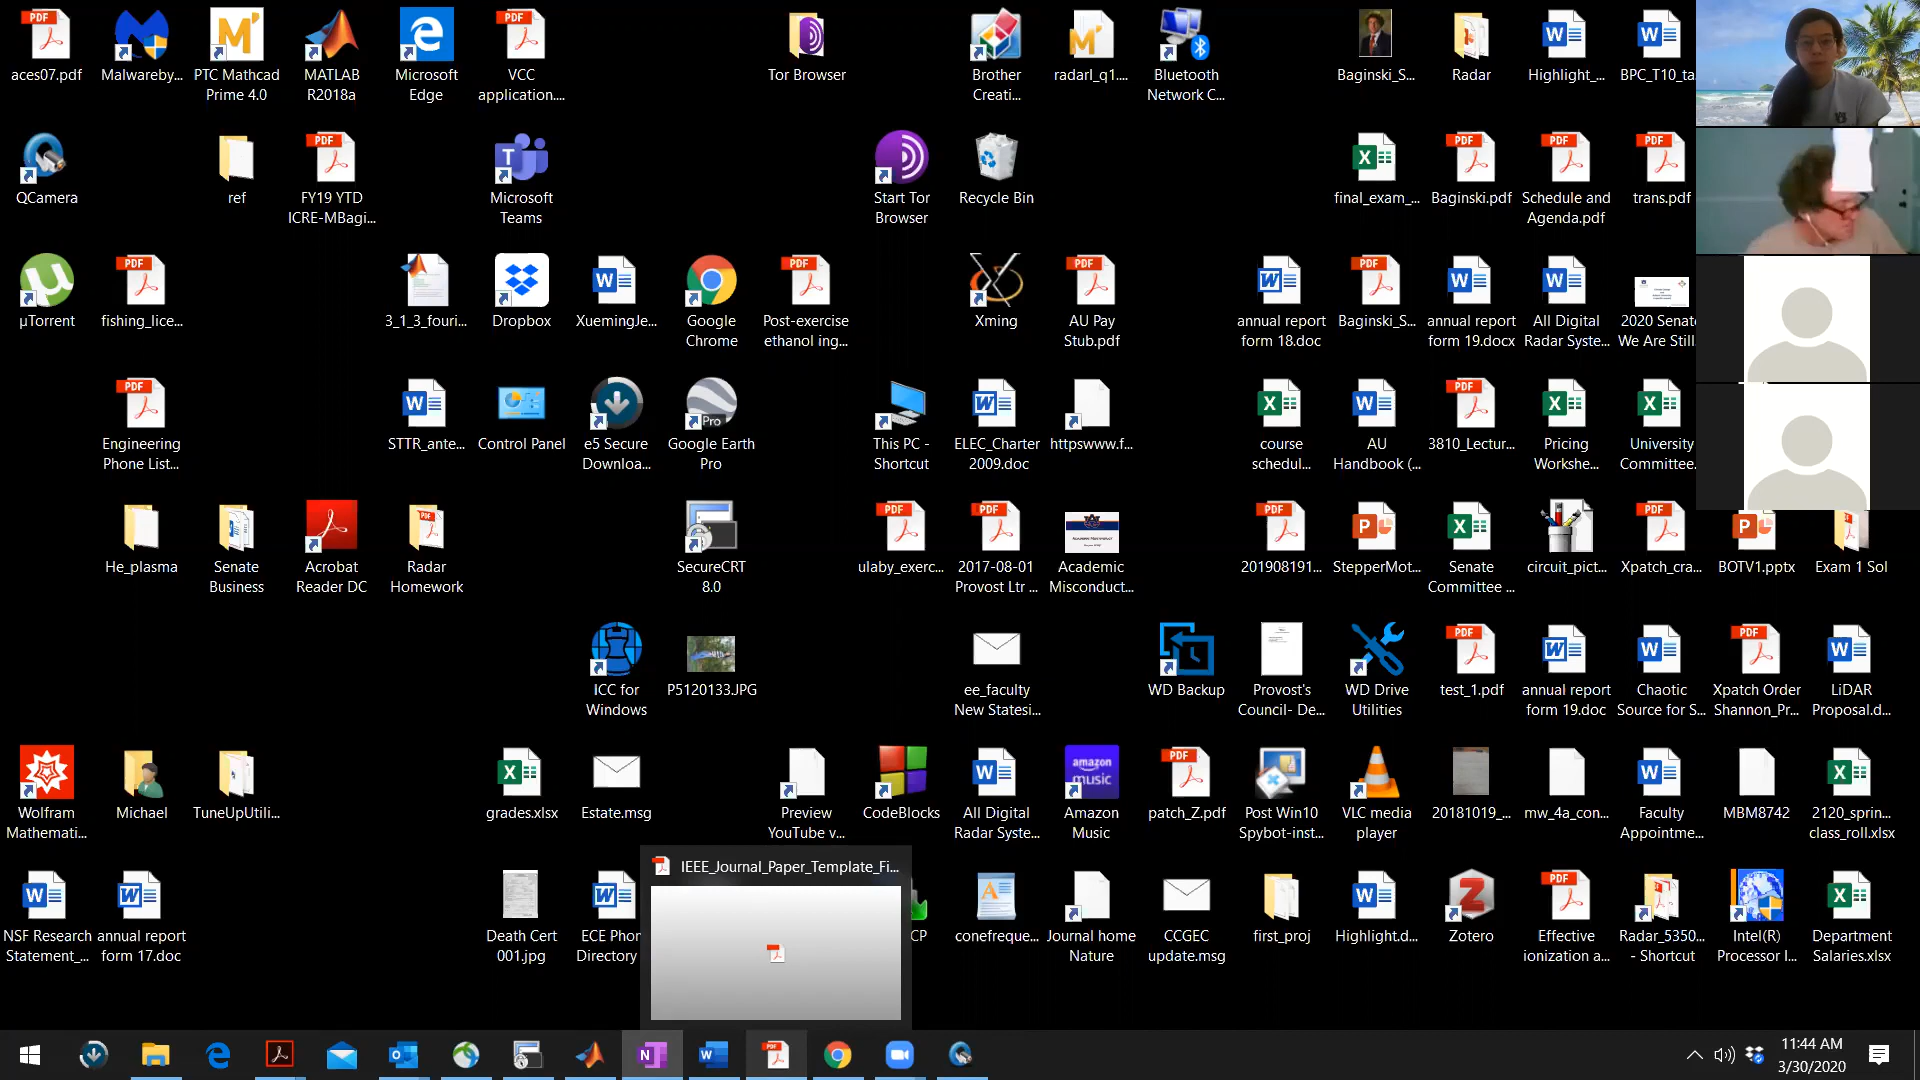 aces07.pdf
Malwareby...
PTC Mathcad
Prime 4.0
MATLAB
R2018a
Microsoft
Edge
VCC
application....
Tor Browser
Brother
Creati...
radarl_q1....
Bluetooth
Network C...
Baginski_S...
Radar
Highlight_...
BPC_T10_ta
QCamera
ref
FY19 YTD
ICRE-MBagi...
Microsoft
Teams
Start Tor
Browser
Recycle Bin
final_exam_...
Baginski.pdf
Schedule and
Agenda.pdf
trans.pdf
µTorrent
fishing_lice...
3_1_3_fouri...
Dropbox
XuemingJe...
Google
Chrome
Post-exercise
ethanol ing...
Xming
AU Pay
Stub.pdf
annual report
form 18.doc
Baginski_S...
annual report
form 19.docx
All Digital
Radar Syste...
2020 Senate
We Are Still
Engineering
Phone List...
STTR_ante...
Control Panel
e5 Secure
Downloa...
Google Earth
Pro
This PC -
Shortcut
ELEC_Charter
2009.doc
httpswww.f...
course
schedul...
AU
Handbook (...
3810_Lectur...
Pricing
Workshe...
University
Committee.
He_plasma
Senate
Business
Acrobat
Reader DC
Radar
Homework
SecureCRT
8.0
ulaby_exerc...
2017-08-01
Provost Ltr ...
Academic
Misconduct...
201908191...
StepperMot...
Senate
Committee ...
circuit_pict...
Xpatch_cra...
BOTV1.pptx
Exam 1 Sol
ICC for
Windows
P5120133.JPG
ee_faculty
New Statesi...
WD Backup
Provost's
Council- De...
WD Drive
Utilities
test_1.pdf
annual report
form 19.doc
Chaotic
Source for S...
Xpatch Order
Shannon_Pr...
LiDAR
Proposal.d...
Wolfram
Mathemati...
Michael
TuneUpUtili...
grades.xlsx
Estate.msg
Preview
YouTube v...
CodeBlocks
All Digital
Radar Syste...
amazon
music
Amazon
Music
patch_Z.pdf
Post Win10
Spybot-inst...
VLC media
player
20181019_...
mw_4a_con...
Faculty
Appointme...
MBM8742
2120_sprin...
class_roll.xlsx
IEEE_Journal_Paper_Template_Fi...
NSF Research
Statement_...
annual report
form 17.doc
Death Cert
001.jpg
ECE Phon
Directory
CP
conefreque...
Journal home
Nature
CCGEC
update.msg
first_proj
Highlight.d...
Zotero
Effective
ionization a...
Radar_5350...
- Shortcut
Intel(R)
Processor I...
Department
Salaries.xlsx
11:44 AM
3/30/2020